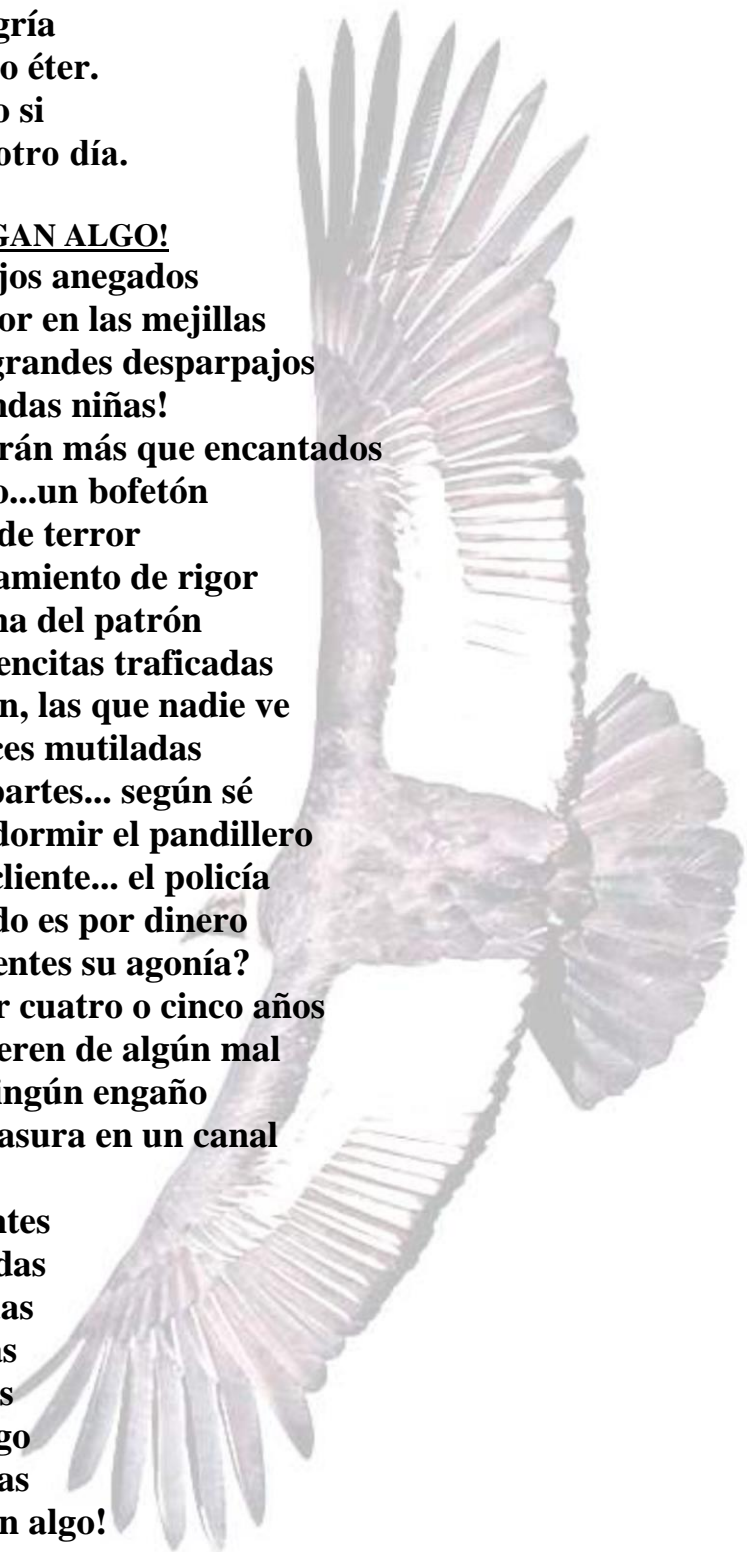 gría
o éter.
o si
otro día.
GAN ALGO!
jos anegados
or en las mejillas
grandes desparpajos
ndas niñas!
rán más que encantados
o...un bofetón
de terror
amiento de rigor
na del patrón
encitas traficadas
n, las que nadie ve
ces mutiladas
partes... según sé
dormir el pandillero
cliente... el policía
do es por dinero
entes su agonía?
r cuatro o cinco años
eren de algún mal
ingún engaño
asura en un canal
ntes
das
as
as
s
go
as
n algo!